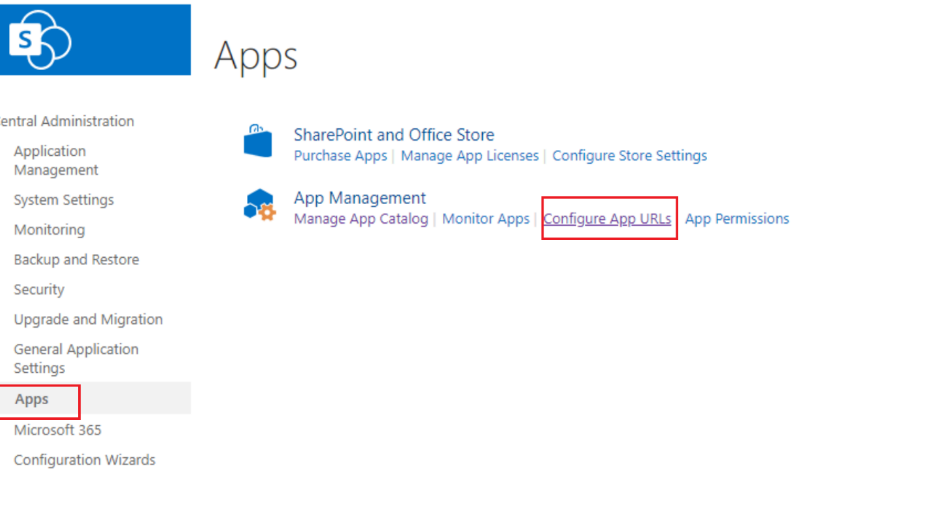 S
Apps
entral Administration
Application
Management
System Settings
Monitoring
Backup and Restore
Security
Upgrade and Migration
General Application
Settings
Apps
Microsoft 365
Configuration Wizards
SharePoint and Office Store
Purchase Apps | Manage App Licenses | Configure Store Settings
App Management
Manage App Catalog | Monitor Apps | Configure App URLs App Permissions